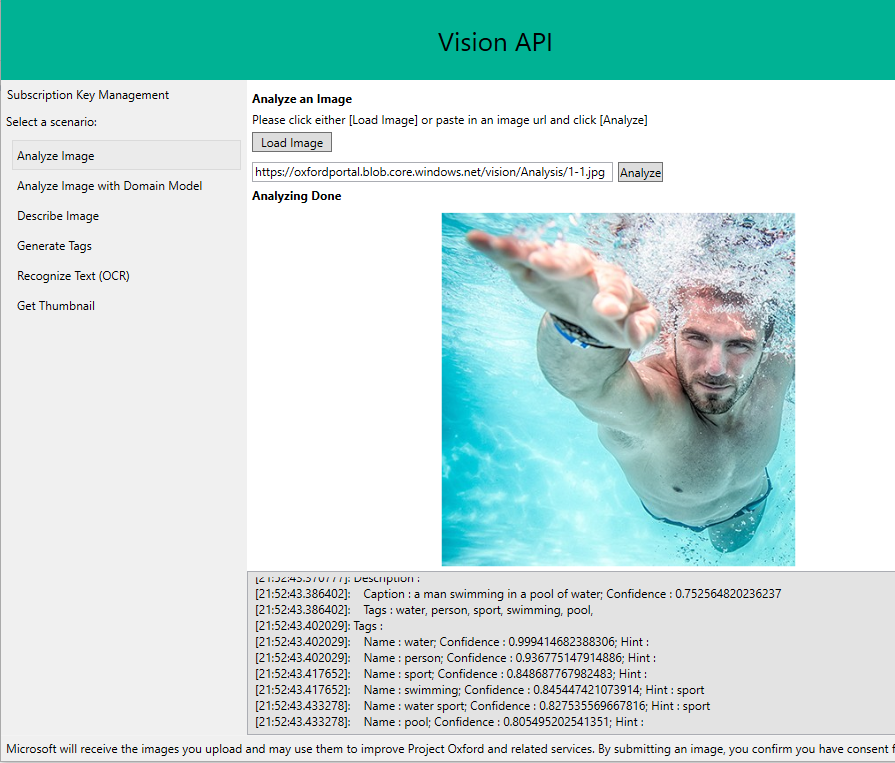 Vision API
Subscription Key Management
Select a scenario:
Analyze Image
Analyze Image with Domain Model
Describe Image
Generate Tags
Recognize Text (OCR)
Get Thumbnail
Analyze an Image
Please click either [Load Image] or paste in an image url and click [Analyze]
Load Image
https://oxfordportal.blob.core.windows.net/vision/Analysis/1-1.jpg Analyze
Analyzing Done
[21:52:43.370777]: Description :
[21:52:43.386402]: Caption : a man swimming in a pool of water; Confidence : 0.752564820236237
[21:52:43.386402]: Tags : water, person, sport, swimming, pool,
[21:52:43.402029]: Tags :
[21:52:43.402029]: Name : water; Confidence : 0.999414682388306; Hint :
[21:52:43.402029]: Name : person; Confidence : 0.936775147914886; Hint :
[21:52:43.417652]: Name : sport; Confidence : 0.848687767982483; Hint :
[21:52:43.417652]: Name : swimming; Confidence : 0.845447421073914; Hint : sport
[21:52:43.433278]: Name : water sport; Confidence : 0.827535569667816; Hint : sport
[21:52:43.433278]: Name : pool; Confidence : 0.805495202541351; Hint :
Microsoft will receive the images you upload and may use them to improve Project Oxford and related services. By submitting an image, you confirm you have consent f